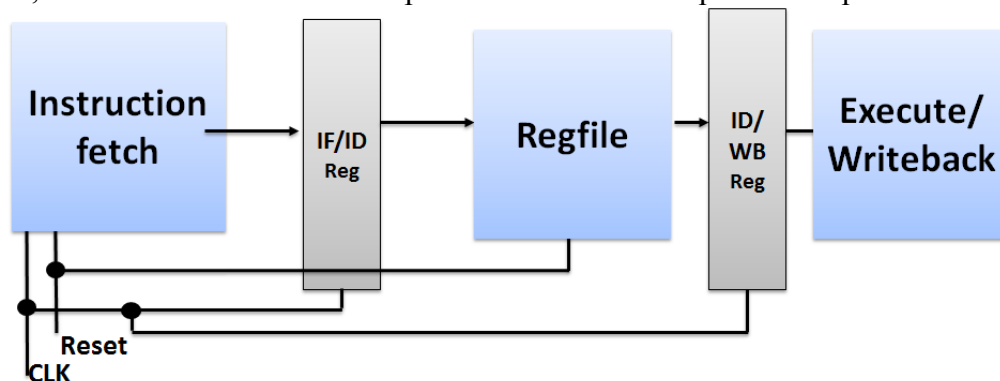 Instruction
fetch
IF/ID
Reg
Regfile
ID/
WB
Reg
Execute/
Writeback
Reset
CLK